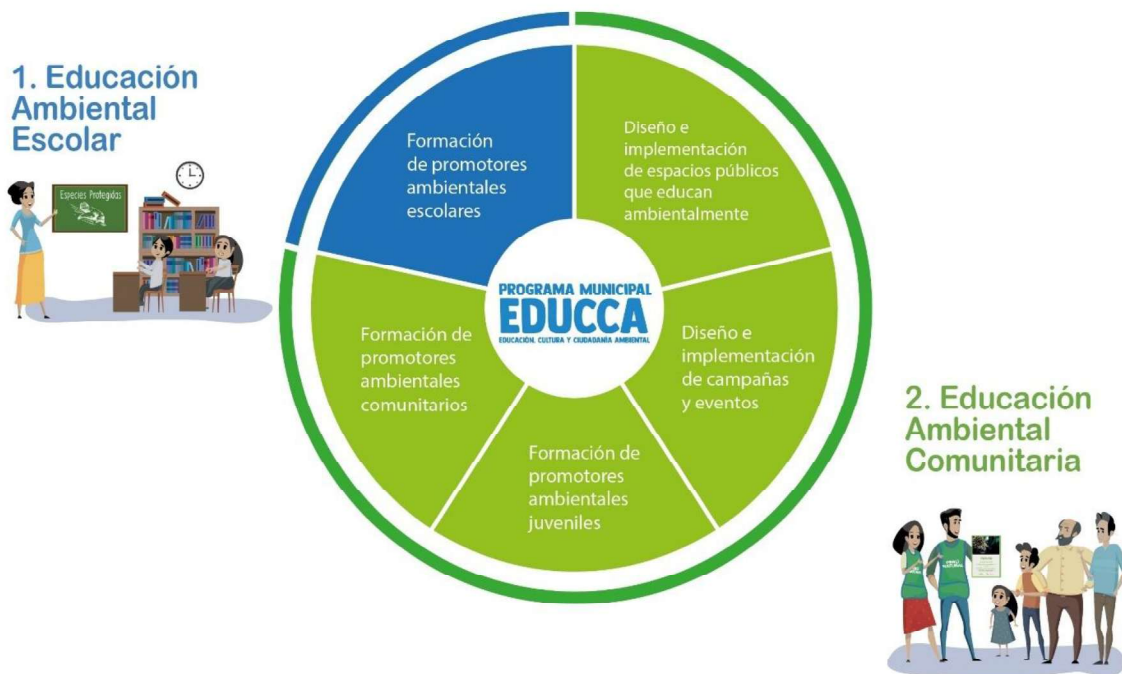 1. Educación
Ambiental
Escolar
Especies Protegidas
Formación
de promotores
ambientales
escolares
Diseño e
implementación
de espacios públicos
que educan
ambientalmente
PROGRAMA MUNICIPAL
EDUCCA
EDUCACIÓN, CULTURA Y CIUDADANÍA AMBIENTAL
Formación de
promotores
ambientales
comunitarios
Diseño e
implementación
de campañas
y eventos
Formación de
promotores
ambientales
juveniles
2. Educación
Ambiental
Comunitaria